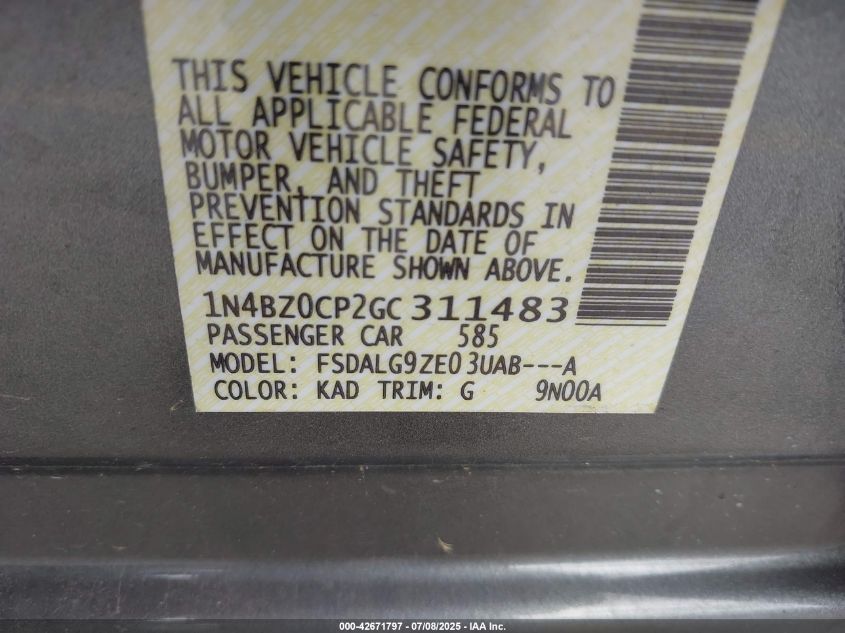 THIS VEHICLE CONFORMS TO
ALL APPLICABLE FEDERAL
MOTOR VEHICLE SAFETY,
BUMPER, AND THEFT
PREVENTION STANDARDS IN
EFFECT ON THE DATE OF
MANUFACTURE SHOWN ABOVE.
1N4BZ0CP2GC311483
PASSENGER CAR 585
MODEL: FSDALG9ZE03UAB---A
COLOR: KAD TRIM: G 9N00A
000-42671797 - 07/08/2025 - IAA Inc.